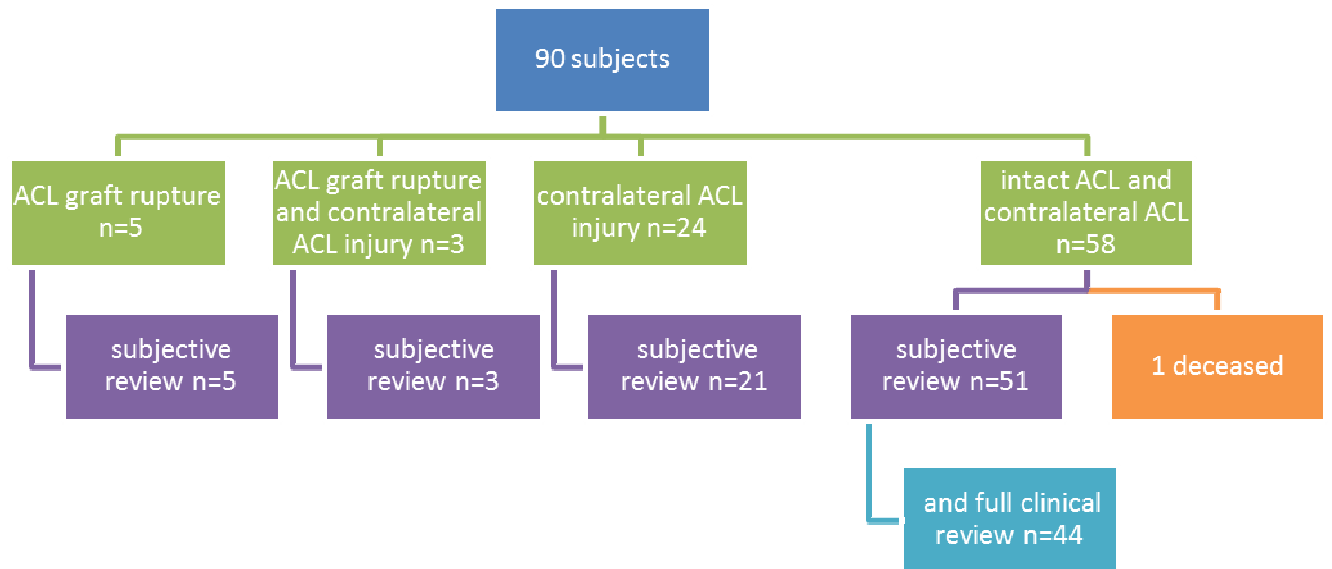 90 subjects
ACL graft rupture
n=5
ACL graft rupture
and contralateral
ACL injury n=3
contralateral ACL
injury n=24
intact ACL and
contralateral ACL
n=58
subjective
review n=5
subjective
review n=3
subjective
review n=21
subjective
review n=51
1 deceased
and full clinical
review n=44